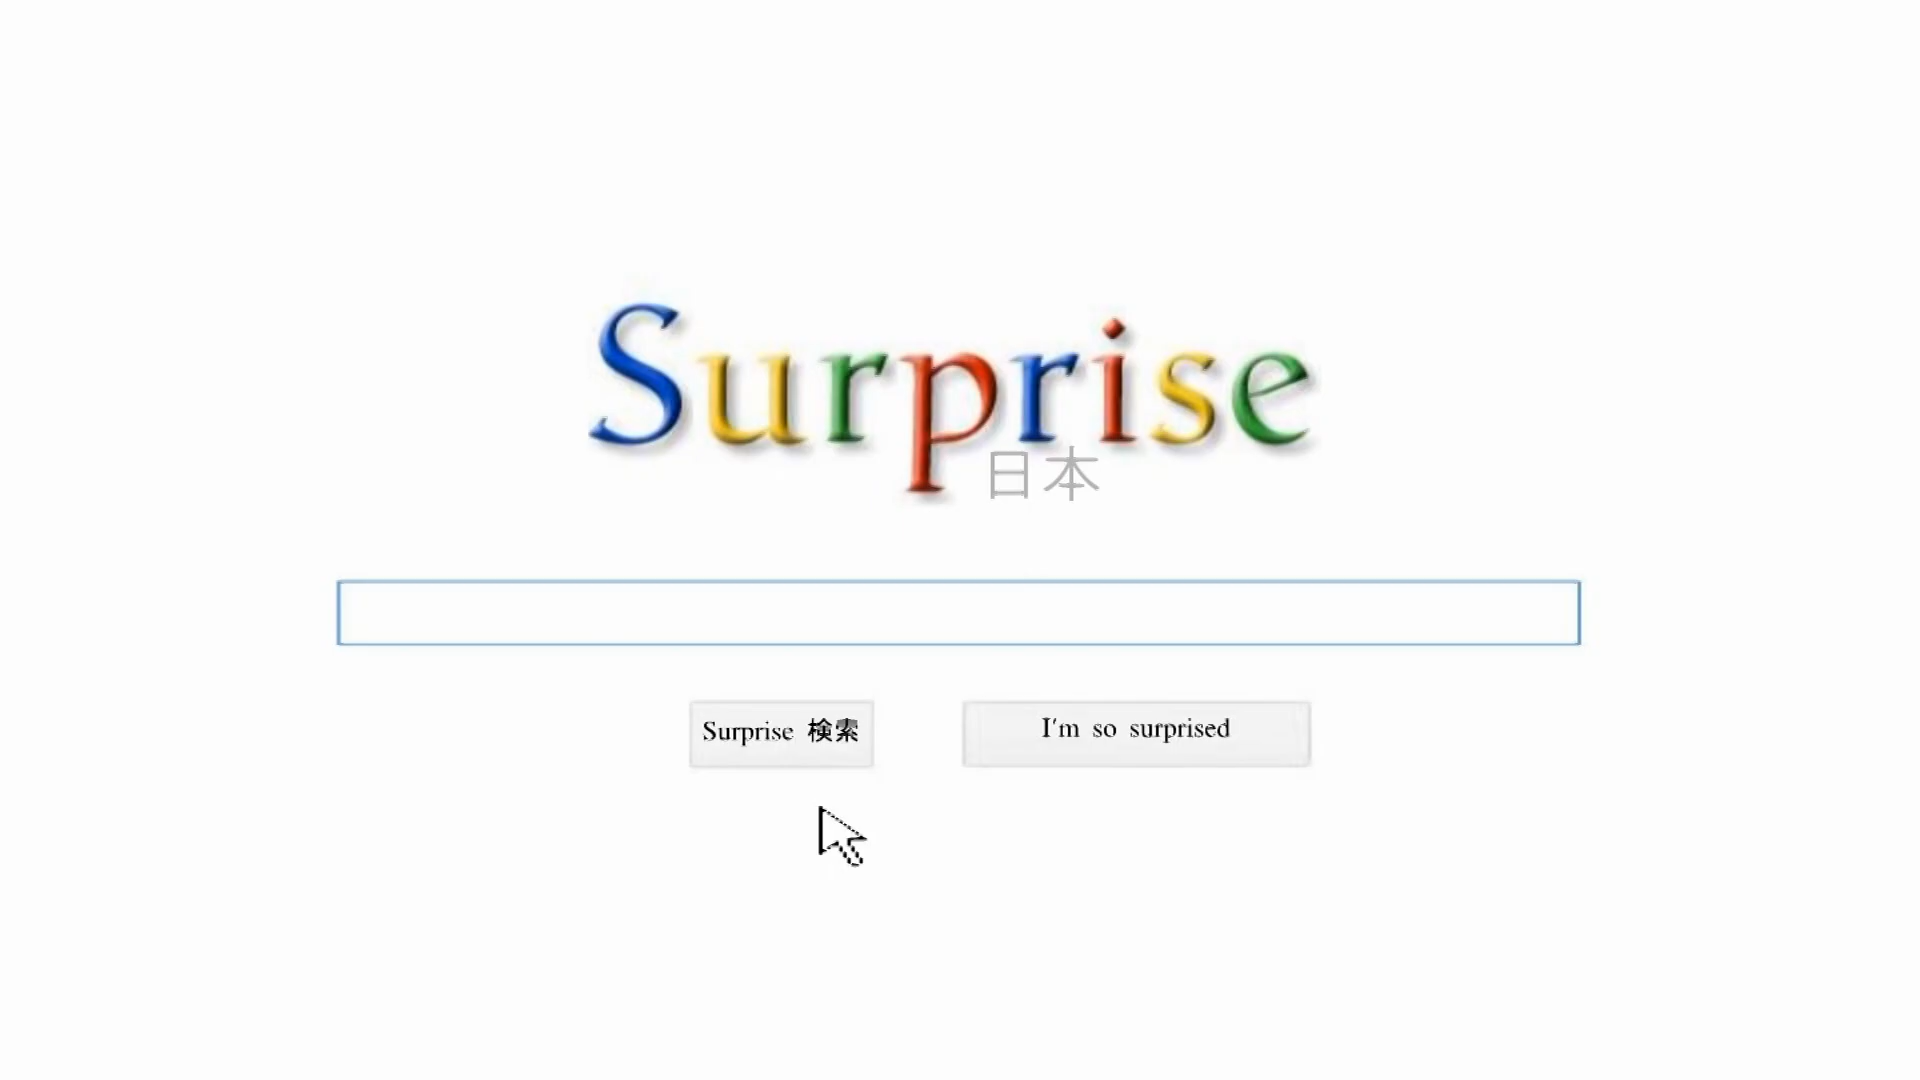 Surprise
日本
Surprise 検索
I'm so surprised